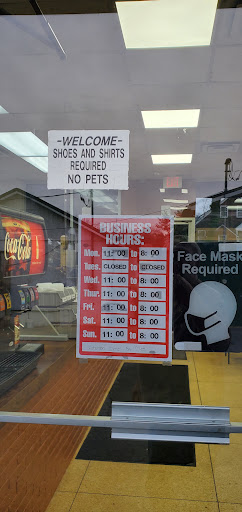 -WELCOME-
SHOES AND SHIRTS
REQUIRED
NO PETS
BUSINESS
HOURS:
Mon. 11:00 to 8:00
Tues. CLOSED to CLOSED
Wed. 11:00 to 8:00
Thur. 11:00 to 8:00
Fri. 11:00 to 8:00
Sat. 11:00 to 8:00
Sun. 11:00 to 8:00
Face Mask
Required
Coca-Cola